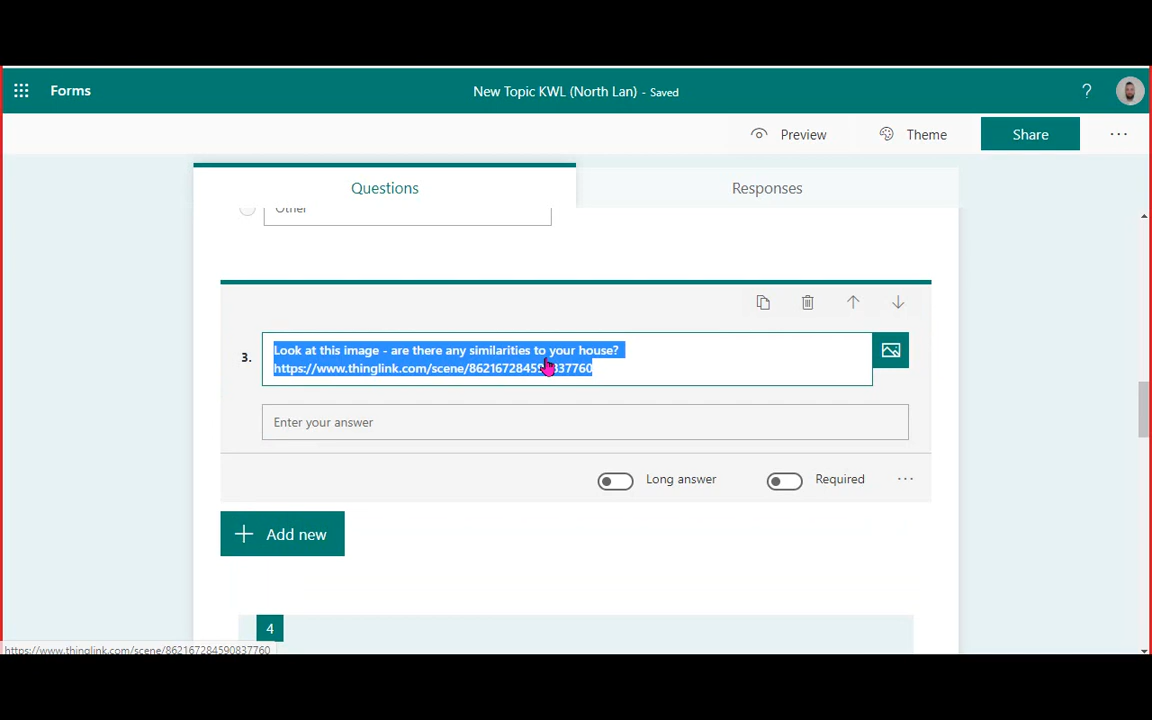 Forms
New Topic KWL (North Lan) - Saved
?
Preview
Theme
Share
Questions
Responses
Other
3.
Look at this image - are there any similarities to your house?
https://www.thinglink.com/scene/862167284590837760
Enter your answer
Long answer
Required
Add new
4
https://www.thinglink.com/scene/862167284590837760